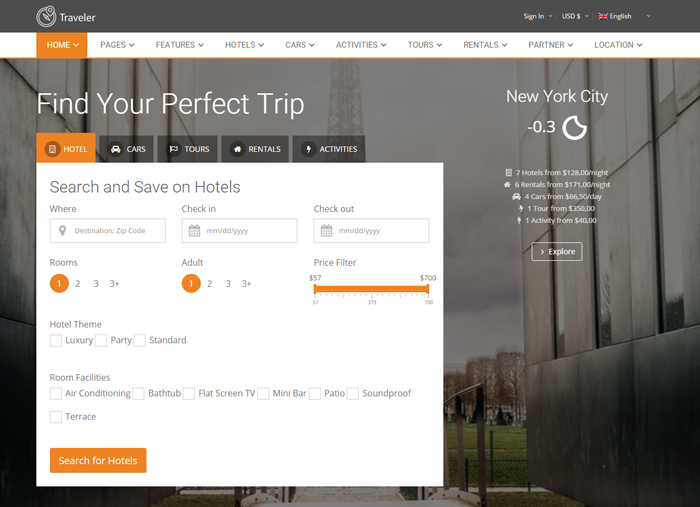 Traveler
Sign In
USD $
English
HOME
PAGES
FEATURES
HOTELS
CARS
ACTIVITIES
TOURS
RENTALS
PARTNER
LOCATION
Find Your Perfect Trip
HOTEL
CARS
TOURS
RENTALS
ACTIVITIES
Search and Save on Hotels
Where
Check in
Check out
Destination; Zip Code
mm/dd/yyyy
mm/dd/yyyy
Rooms
Adult
Price Filter
1 2 3 3+
1 2 3 3+
$57 $700
57 379 700
Hotel Theme
Luxury Party Standard
Room Facilities
Air Conditioning Bathtub Flat Screen TV Mini Bar Patio Soundproof
Terrace
Search for Hotels
New York City
-0.3
7 Hotels from $128,00/night
6 Rentals from $171,00/night
4 Cars from $66,50/day
1 Tour from $350,00
1 Activity from $40,00
Explore